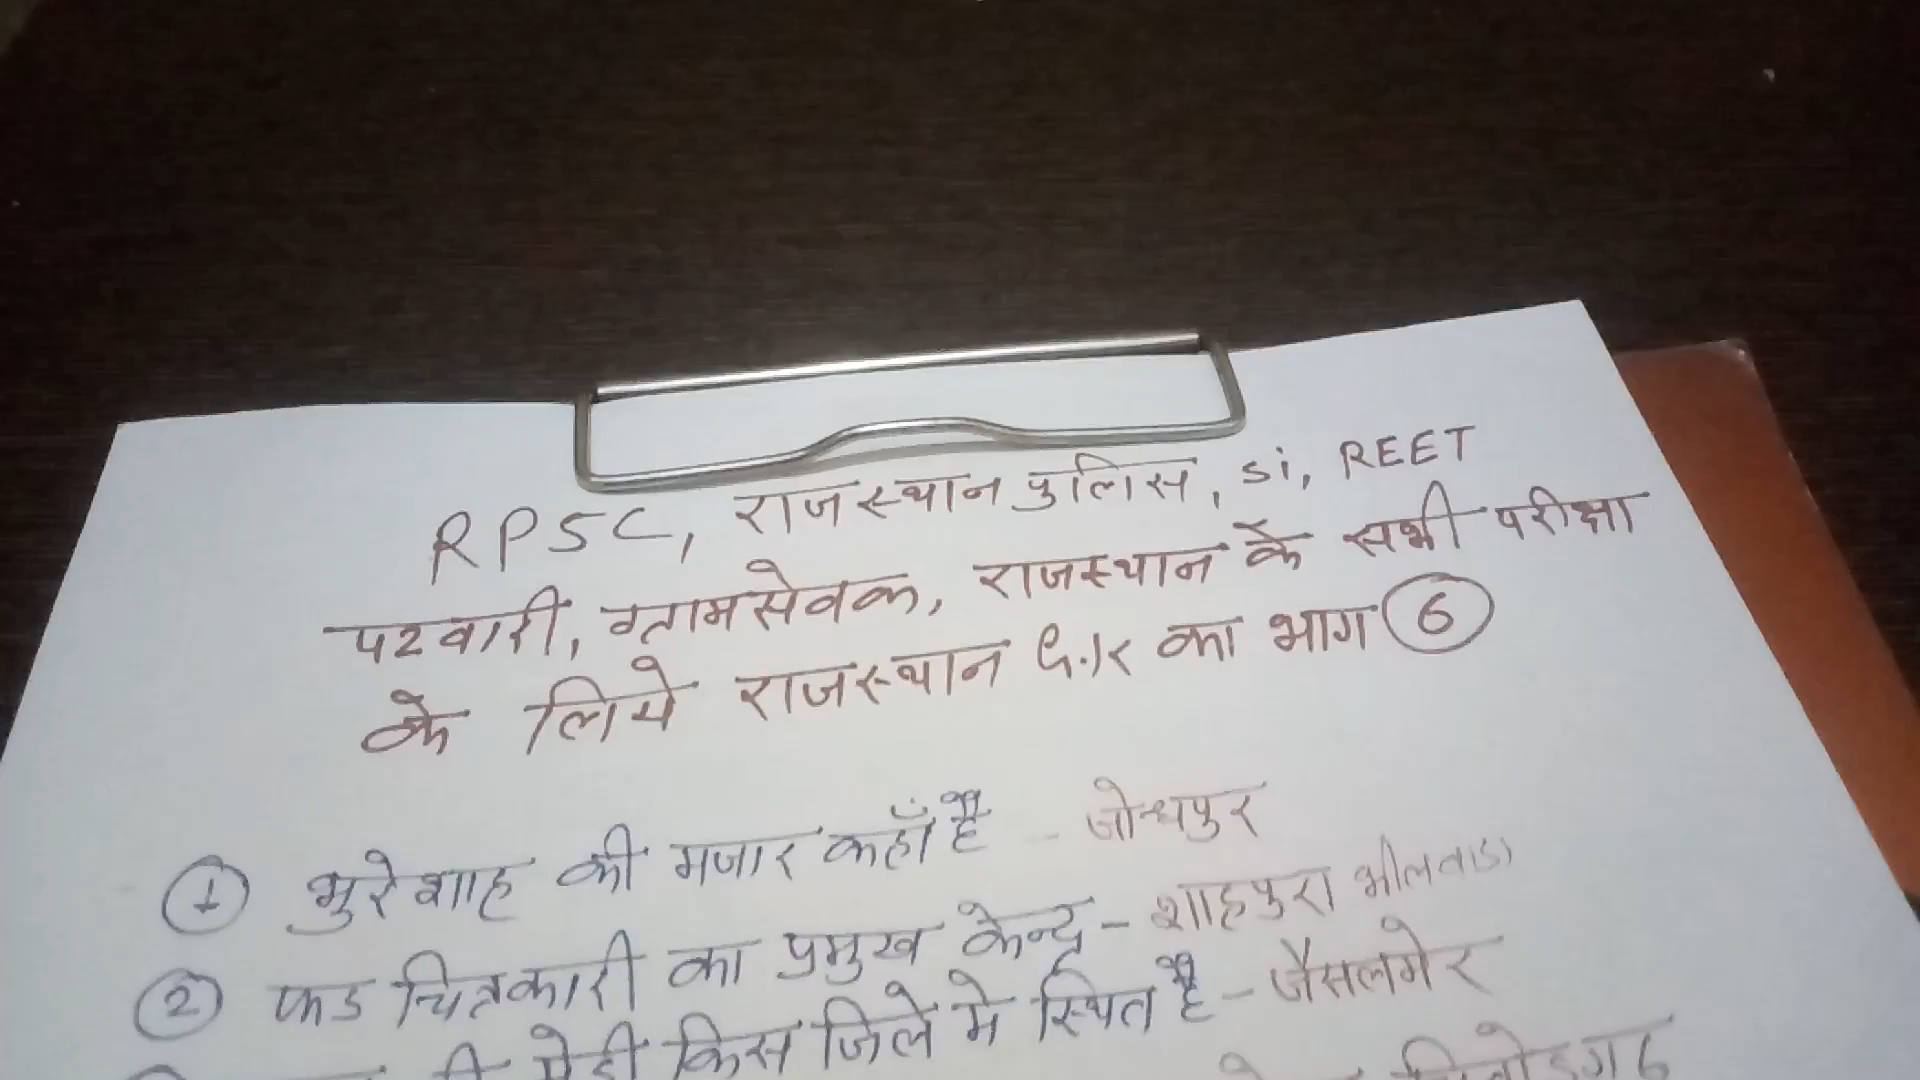 RPSC, राजस्थान पुलिस, Si, REET
पटवारी, ग्रामसेवक, राजस्थान के सभी परीक्षा
के लिये राजस्थान G.K का भाग 6
1 भुरेशाह की मजार कहाँ है - जोधपुर
2 फड चित्रकारी का प्रमुख केन्द्र - शाहपुरा भीलवाडा
मेडी किस जिले मे स्थित है - जैसलमेर